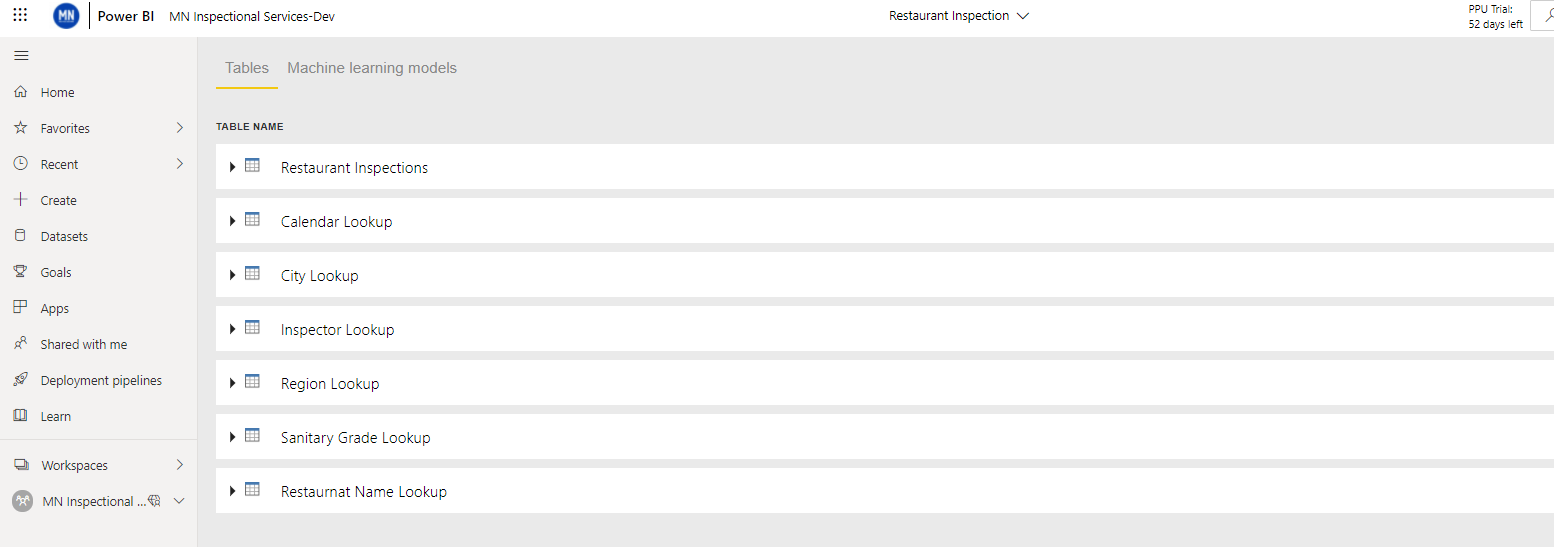 MN Power BI MN Inspectional Services-Dev Restaurant Inspection PPU Trial:
52 days left
Home
Favorites
Recent
Create
Datasets
Goals
Apps
Shared with me
Deployment pipelines
Learn
Workspaces
MN Inspectional ...
Tables Machine learning models
TABLE NAME
Restaurant Inspections
Calendar Lookup
City Lookup
Inspector Lookup
Region Lookup
Sanitary Grade Lookup
Restaurnat Name Lookup